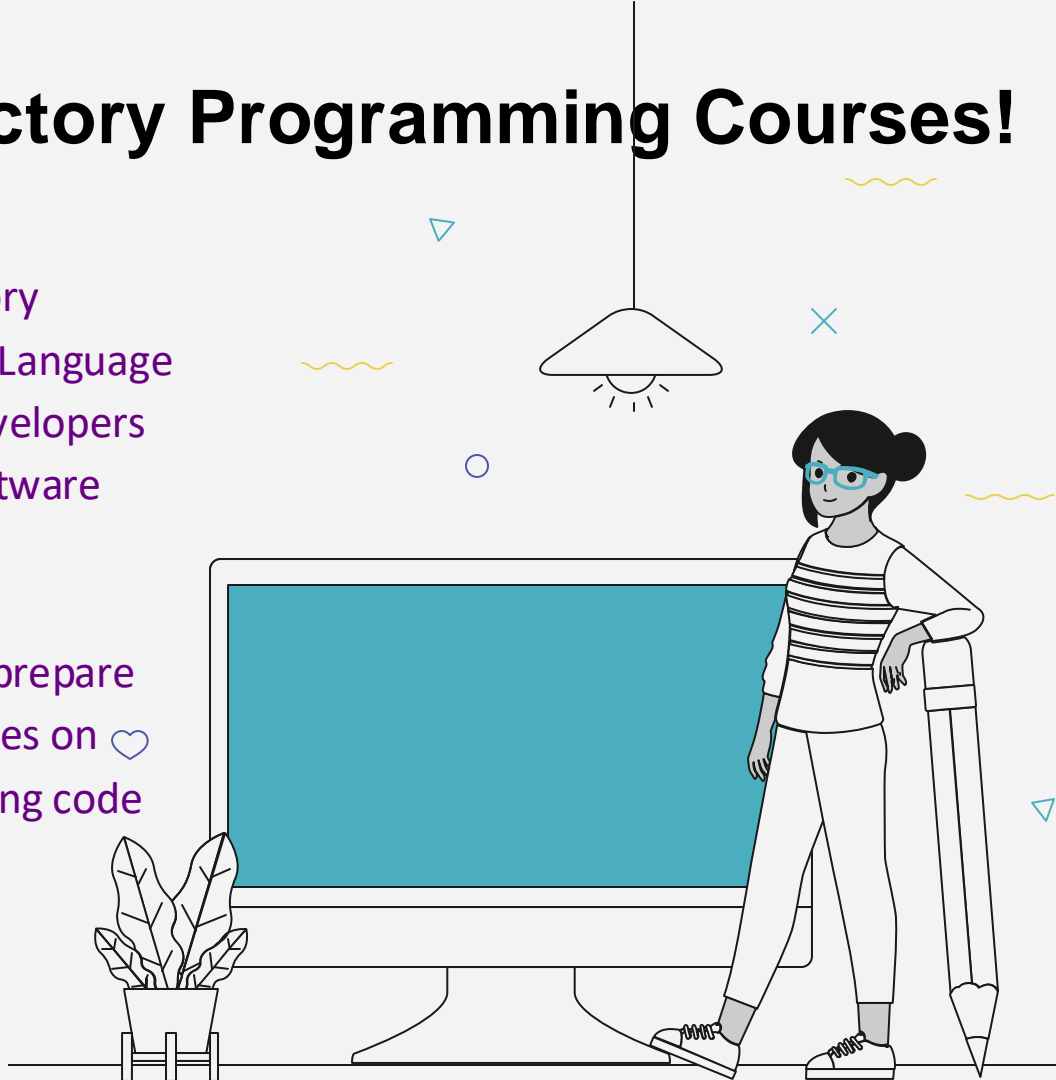 ctory Programming Courses!
ry
Language
velopers
tware
prepare
es on
ng code